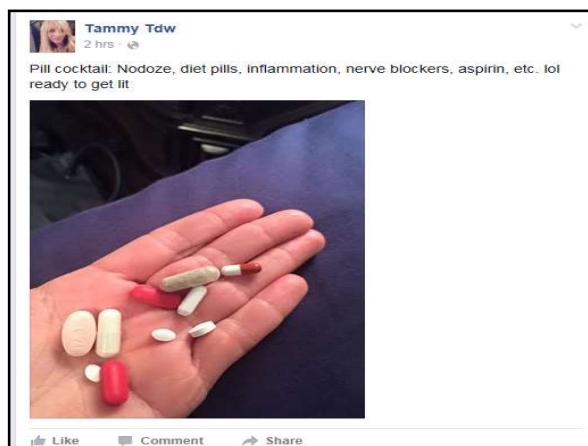 Tammy Tdw
2 hrs ·
Pill cocktail: Nodoze, diet pills, inflammation, nerve blockers, aspirin, etc. lol
ready to get lit
Like Comment Share